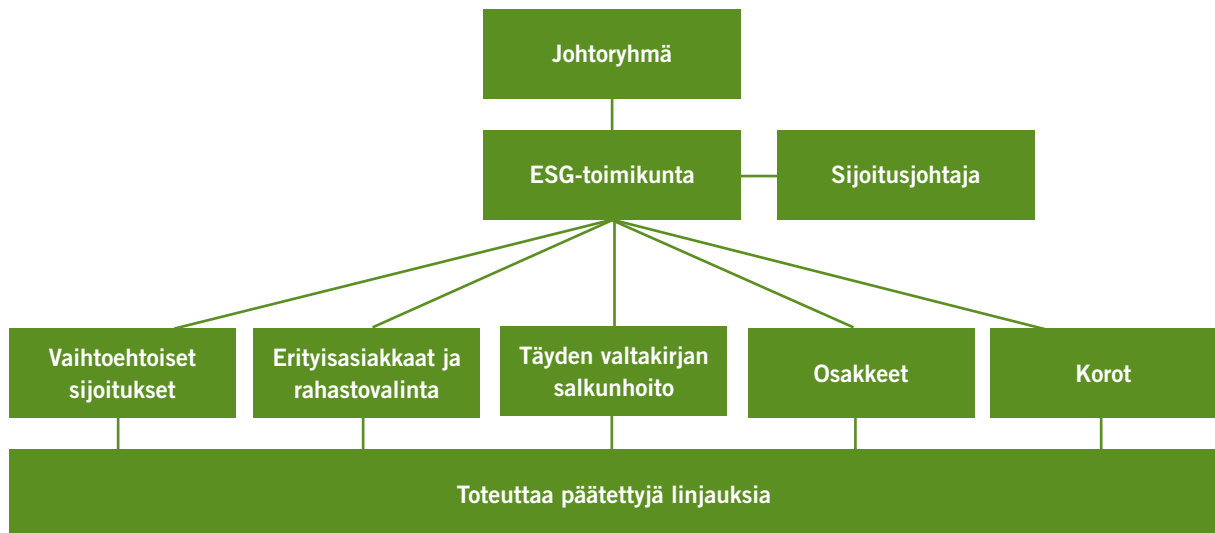 Johtoryhmä
ESG-toimikunta
Sijoitusjohtaja
Vaihtoehtoiset
sijoitukset
Erityisasiakkaat ja
rahastovalinta
Täyden valtakirjan
salkunhoito
Osakkeet
Korot
Toteuttaa päätettyjä linjauksia